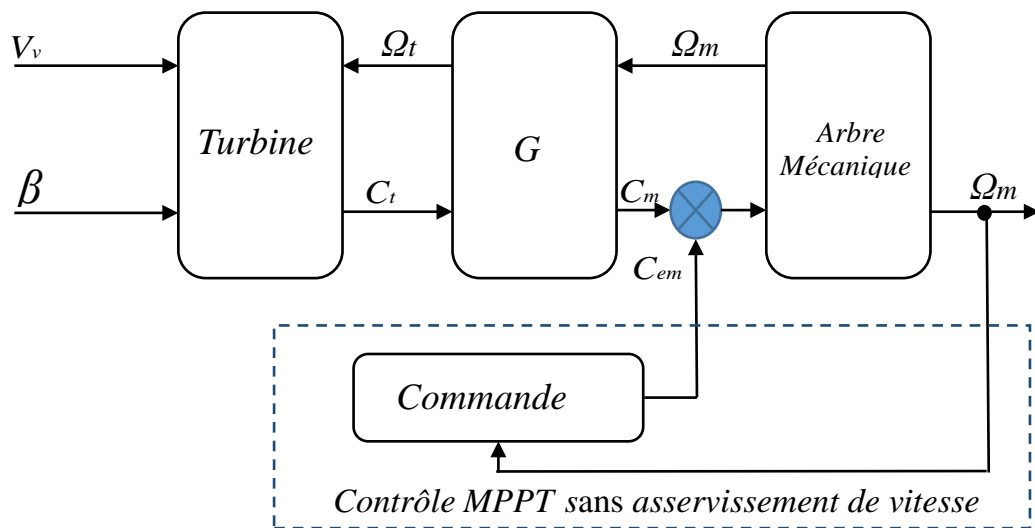 Vv
Ωt
Ωm
Turbine
G
Arbre
Mécanique
β
Ct
Cm
Ωm
Cem
Commande
Contrôle MPPT sans asservissement de vitesse